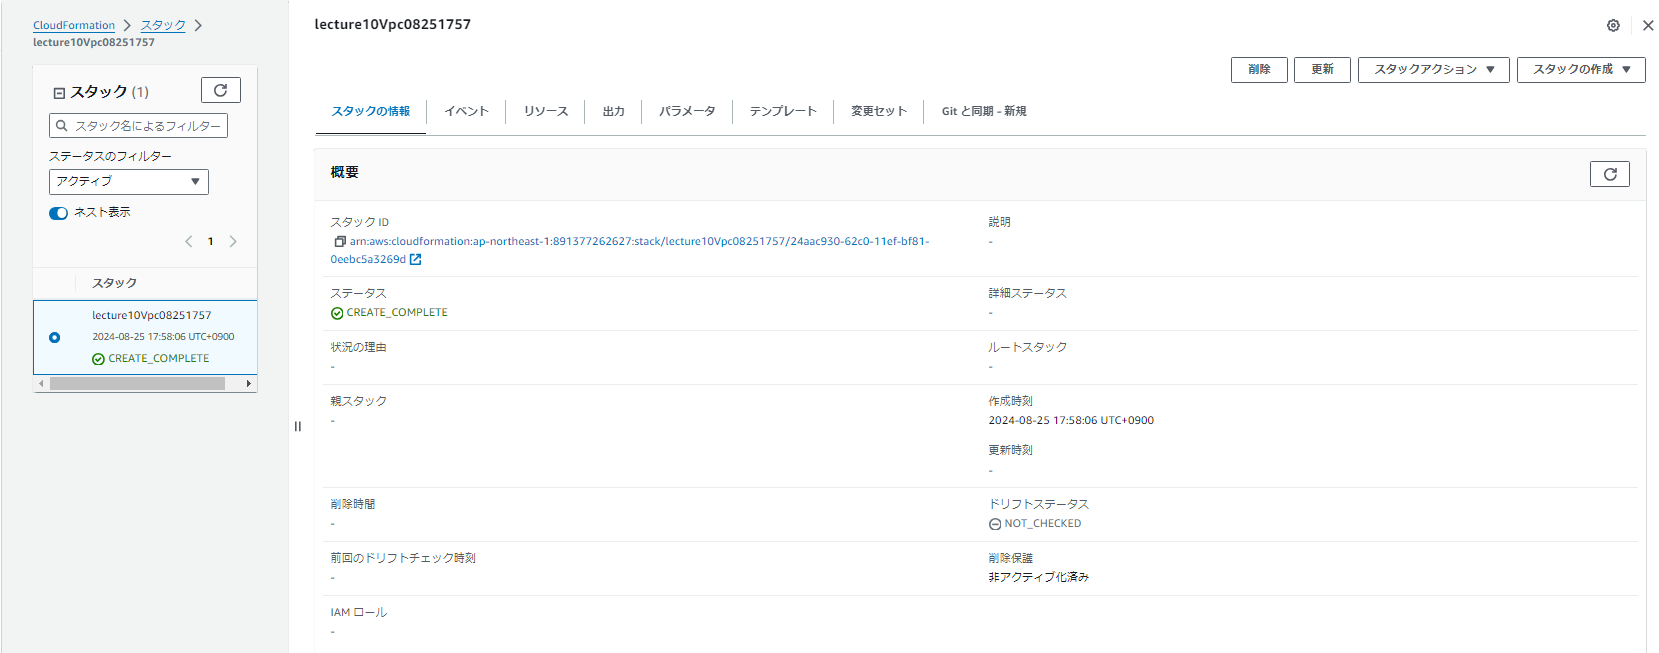 CloudFormation > スタック >
lecture10Vpc08251757
スタック (1)
スタック名によるフィルター
ステータスのフィルター
アクティブ
ネスト表示
1
スタック
lecture10Vpc08251757
2024-08-25 17:58:06 UTC+0900
CREATE_COMPLETE
lecture10Vpc08251757
削除 更新 スタックアクション スタックの作成
スタックの情報 イベント リソース 出力 パラメータ テンプレート 変更セット Git と同期 - 新規
概要
スタック ID
arn:aws:cloudformation:ap-northeast-1:891377262627:stack/lecture10Vpc08251757/24aac930-62c0-11ef-bf81-
0eebc5a3269d
説明
-
ステータス
CREATE_COMPLETE
詳細ステータス
-
状況の理由
-
ルートスタック
-
親スタック
-
作成時刻
2024-08-25 17:58:06 UTC+0900
更新時刻
-
削除時間
-
ドリフトステータス
NOT_CHECKED
前回のドリフトチェック時刻
-
削除保護
非アクティブ化済み
IAM ロール
-